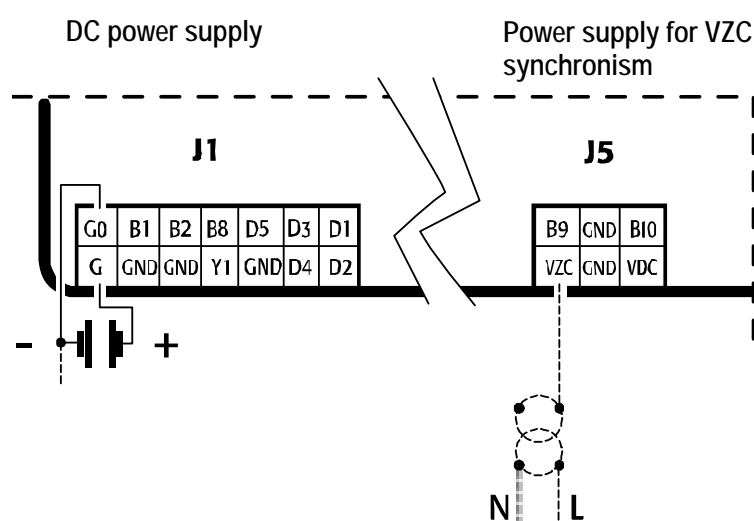 DC power supply
Power supply for VZC
synchronism
J1
J5
G0 B1 B2 B8 D5 D3 D1
G GND GND Y1 GND D4 D2
B9 GND B10
VZC GND VDC
- +
N L